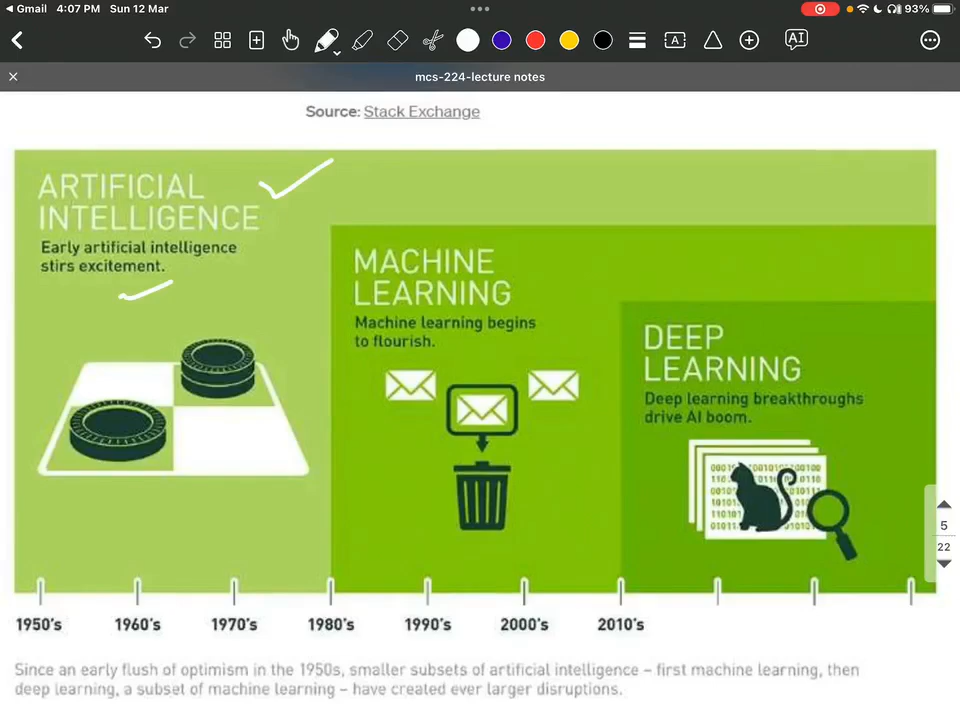 Gmail 4:07 PM Sun 12 Mar 93%
A AI
mcs-224-lecture notes
Source: Stack Exchange
ARTIFICIAL
INTELLIGENCE
Early artificial intelligence
stirs excitement.
MACHINE
LEARNING
Machine learning begins
to flourish.
DEEP
LEARNING
Deep learning breakthroughs
drive AI boom.
5
22
1950's 1960's 1970's 1980's 1990's 2000's 2010's
Since an early flush of optimism in the 1950s, smaller subsets of artificial intelligence – first machine learning, then
deep learning, a subset of machine learning – have created ever larger disruptions.